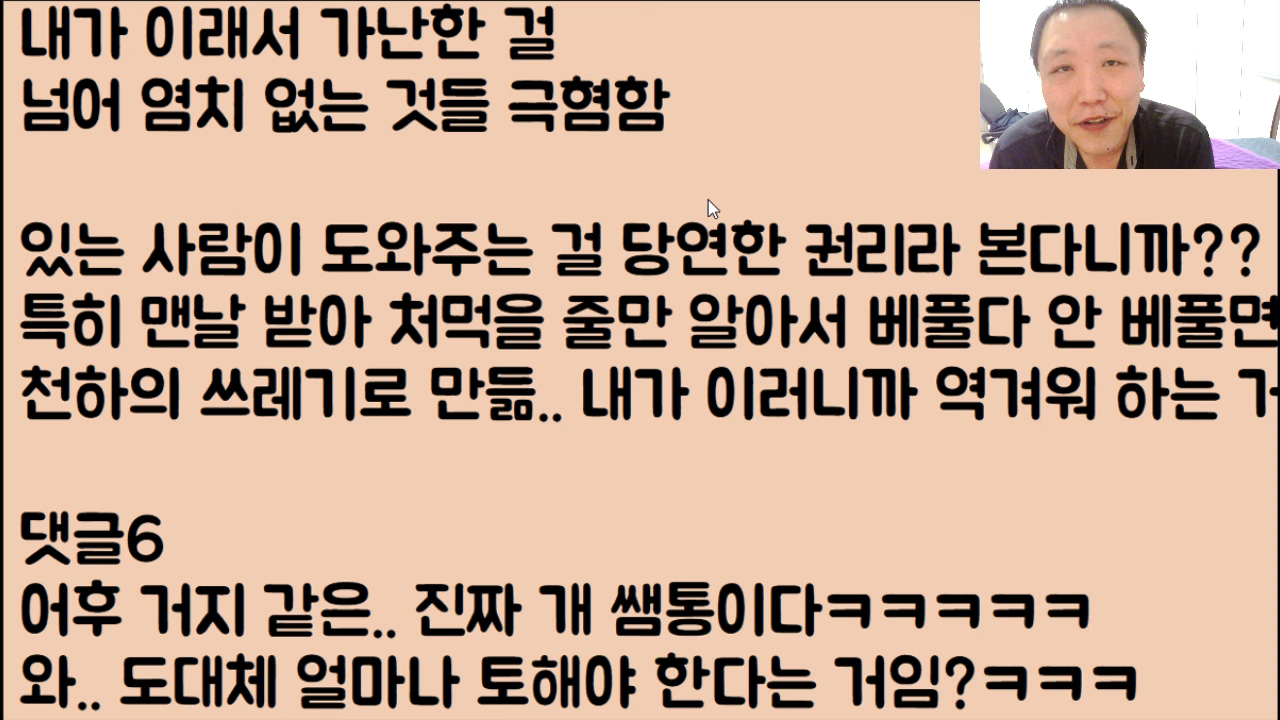 내가 이래서 가난한 걸
넘어 염치 없는 것들 극혐함
있는 사람이 도와주는 걸 당연한 권리라 본다니까??
특히 맨날 받아 처먹을 줄만 알아서 베풀다 안 베풀면
천하의 쓰레기로 만듦.. 내가 이러니까 역겨워 하는
댓글6
어후 거지 같은.. 진짜 개 쌤통이다ㅋㅋㅋㅋㅋ
와.. 도대체 얼마나 토해야 한다는 거임?ㅋㅋㅋ